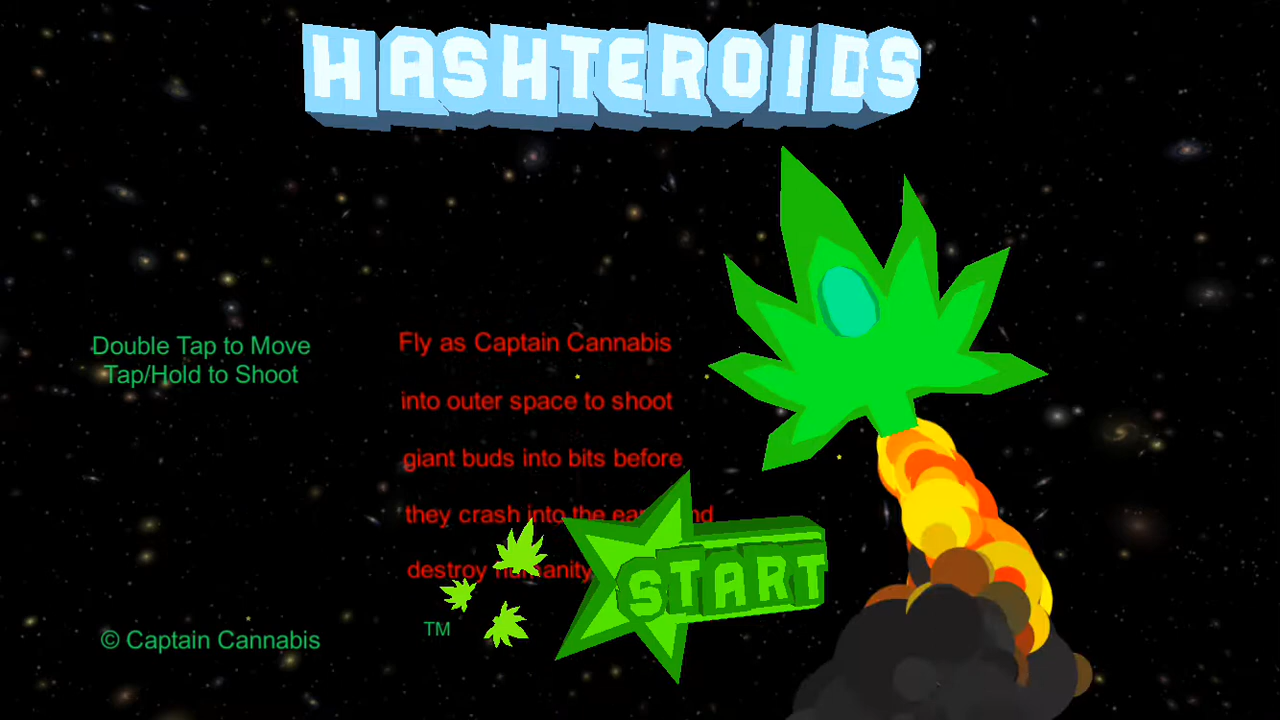 HASHTEROIDS
Double Tap to Move
Tap/Hold to Shoot
Fly as Captain Cannabis
into outer space to shoot
giant buds into bits before
they crash into the
destroy
START
© Captain Cannabis
TM